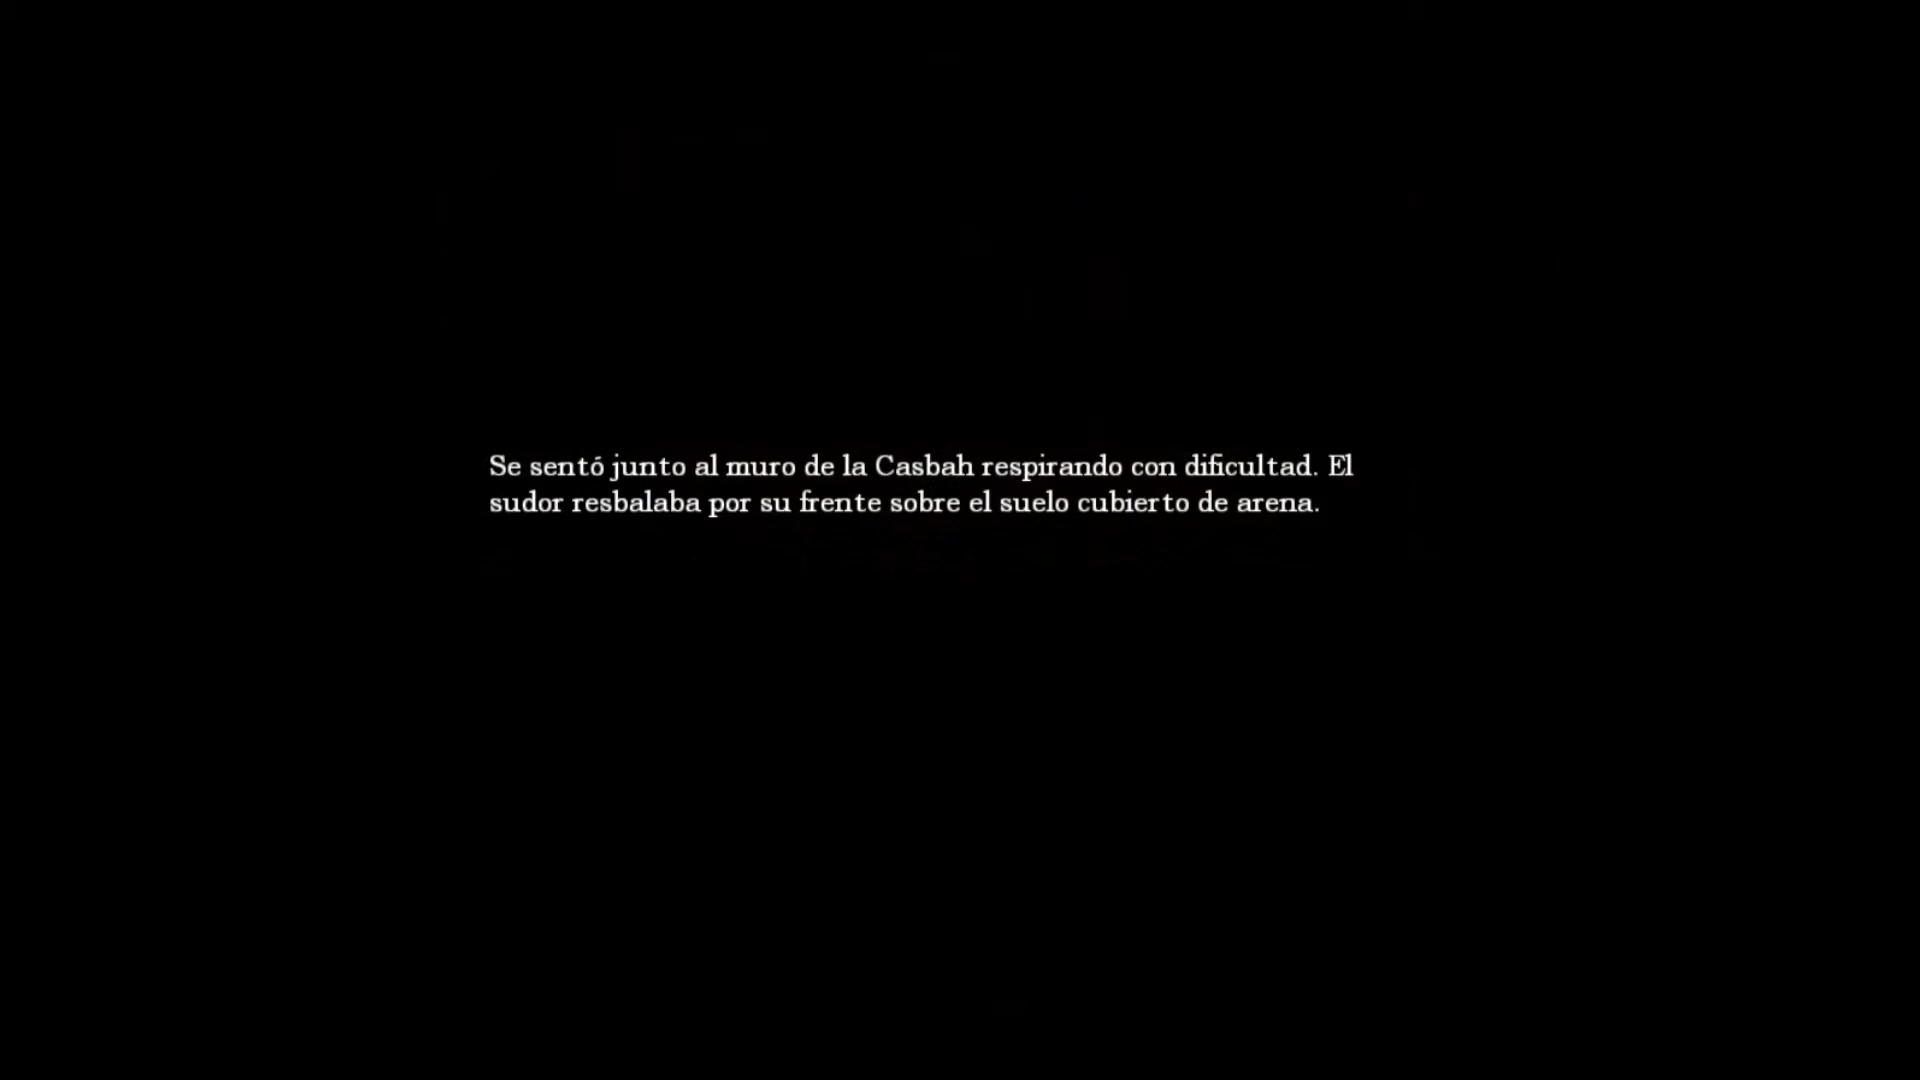 Se sentó junto al muro de la Casbah respirando con dificultad. El
sudor resbalaba por su frente sobre el suelo cubierto de arena.